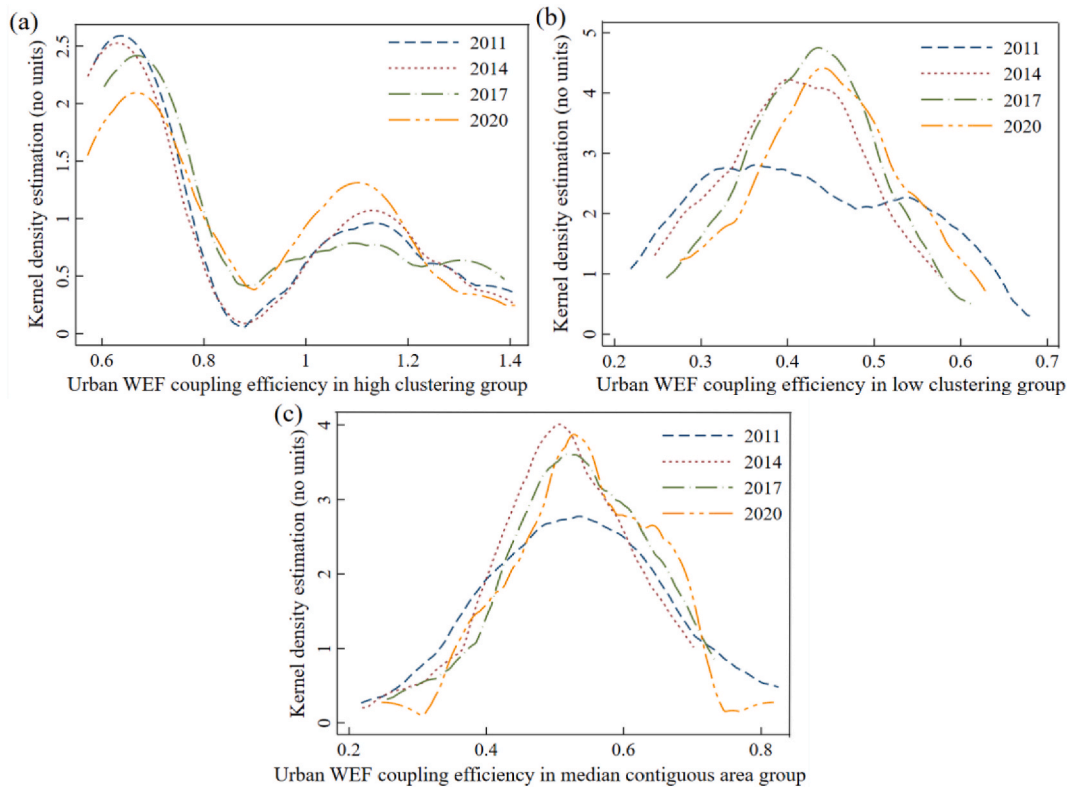 (a)
Kernel density estimation (no units)
2.5
2
1.5
1
0.5
0
2011
2014
2017
2020
0.6 0.8 1 1.2 1.4
Urban WEF coupling efficiency in high clustering group
(b)
Kernel density estimation (no units)
5
4
3
2
1
0
2011
2014
2017
2020
0.2 0.3 0.4 0.5 0.6 0.7
Urban WEF coupling efficiency in low clustering group
(c)
Kernel density estimation (no units)
4
3
2
1
0
2011
2014
2017
2020
0.2 0.4 0.6 0.8
Urban WEF coupling efficiency in median contiguous area group